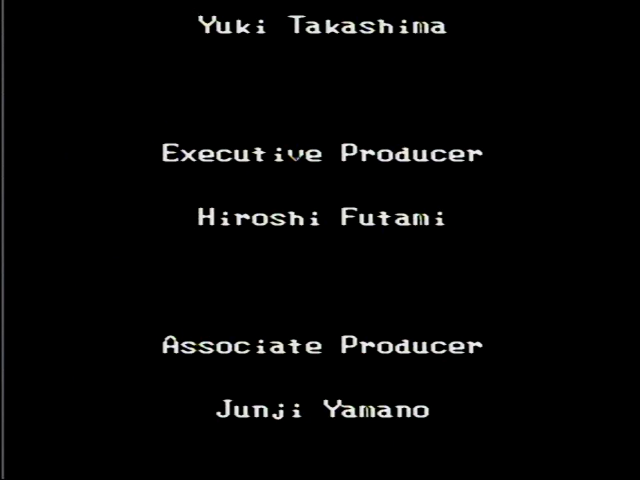 Yuki Takashima
Executive Producer
Hiroshi Futami
Associate Producer
Junji Yamano